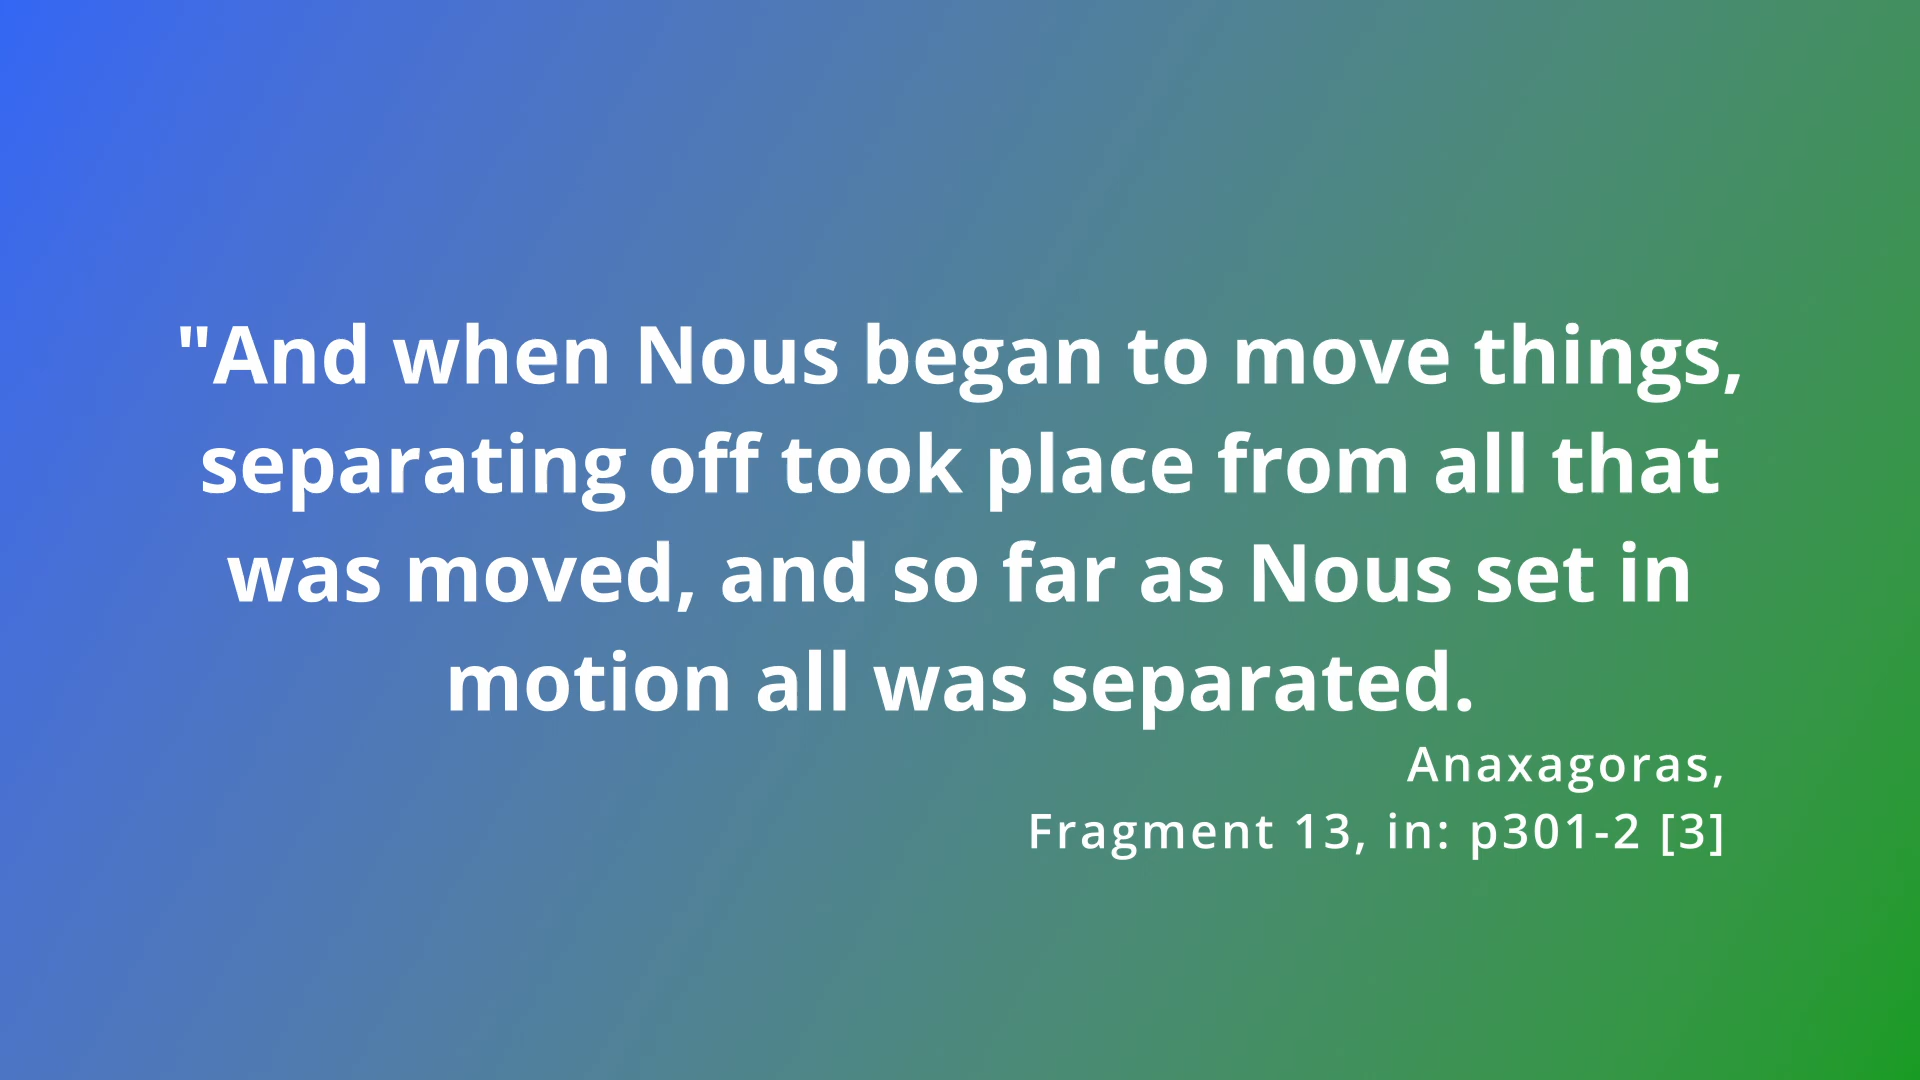 "And when Nous began to move things,
separating off took place from all that
was moved, and so far as Nous set in
motion all was separated.
Anaxagoras,
Fragment 13, in: p301-2 [3]